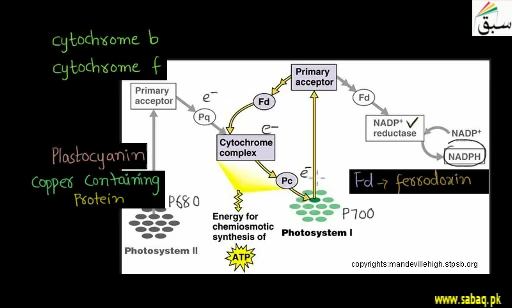 سبق
cytochrome b
cytochrome f
Primary
acceptor
Primary
acceptor
e-
Pq
Fd
e-
Cytochrome
complex
Pc
e-
Fd
NADP+ ✓
reductase
NADP+
NADPH
Plastocyanin
Copper Containing
Protein
P680
Photosystem II
Energy for
chemiosmotic
synthesis of
ATP
P700
Photosystem I
Fd → ferrodoxin
copyrights:mandevillehigh.stpsb.org
www.sabaq.pk